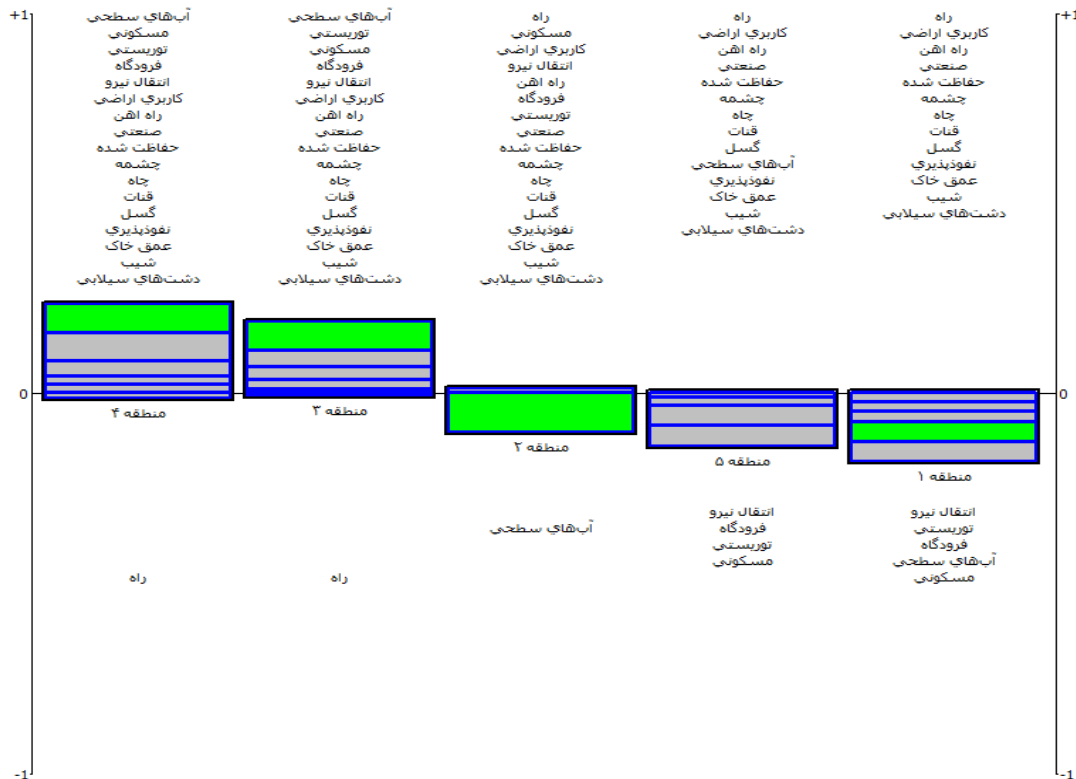 +1
آب‌هاي سطحي
مسكوني
توريستي
فرودگاه
انتقال نيرو
كاربري اراضي
راه اهن
صنعتي
حفاظت شده
چشمه
چاه
قنات
گسل
نفوذپذيري
عمق خاک
شيب
دشت‌هاي سيلابي
منطقه ۴
راه
آب‌هاي سطحي
توريستي
مسكوني
فرودگاه
انتقال نيرو
كاربري اراضي
راه اهن
صنعتي
حفاظت شده
چشمه
چاه
قنات
گسل
نفوذپذيري
عمق خاک
شيب
دشت‌هاي سيلابي
منطقه ۳
راه
راه
مسكوني
كاربري اراضي
انتقال نيرو
راه اهن
فرودگاه
توريستي
صنعتي
حفاظت شده
چشمه
چاه
قنات
گسل
نفوذپذيري
عمق خاک
شيب
دشت‌هاي سيلابي
منطقه ۲
آب‌هاي سطحي
راه
كاربري اراضي
راه اهن
صنعتي
حفاظت شده
چشمه
چاه
قنات
گسل
آب‌هاي سطحي
نفوذپذيري
عمق خاک
شيب
دشت‌هاي سيلابي
منطقه ۵
انتقال نيرو
فرودگاه
توريستي
مسكوني
راه
كاربري اراضي
راه اهن
صنعتي
حفاظت شده
چشمه
چاه
قنات
گسل
نفوذپذيري
عمق خاک
شيب
دشت‌هاي سيلابي
منطقه ۱
انتقال نيرو
توريستي
فرودگاه
آب‌هاي سطحي
مسكوني
+1
0
0
-1
-1